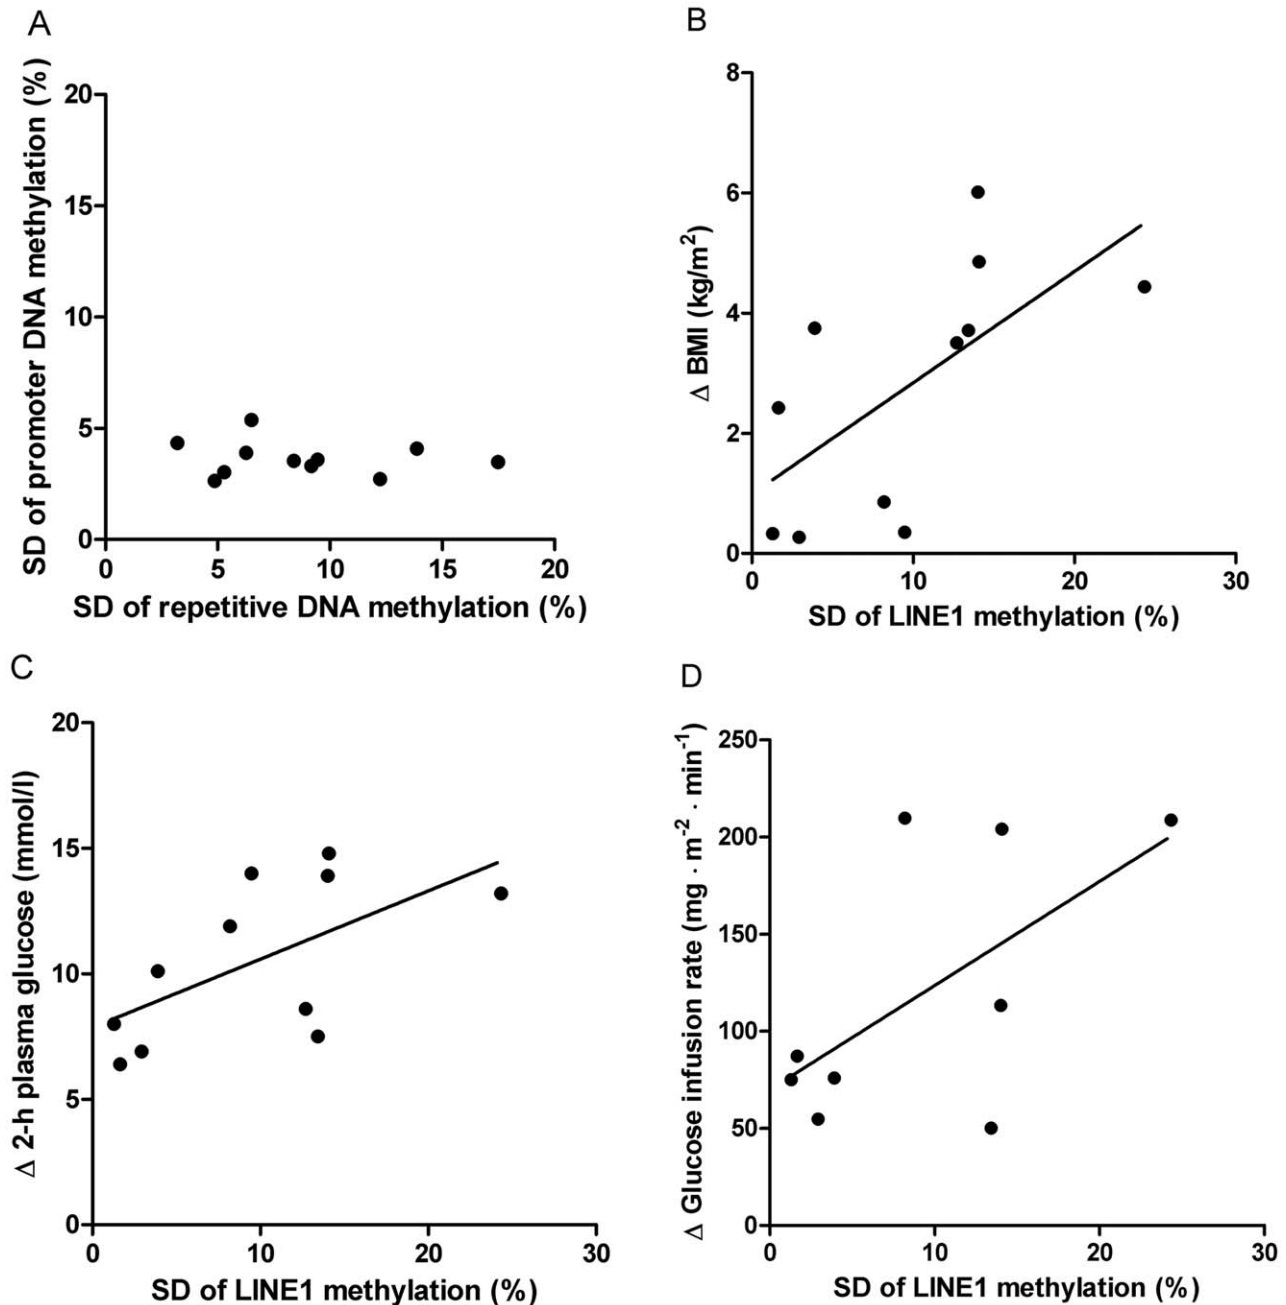 A
SD of promoter DNA methylation (%)
20
15
10
5
0
0 5 10 15 20
SD of repetitive DNA methylation (%)
B
Δ BMI (kg/m²)
8
6
4
2
0
0 10 20 30
SD of LINE1 methylation (%)
C
Δ 2-h plasma glucose (mmol/l)
20
15
10
5
0
0 10 20 30
SD of LINE1 methylation (%)
D
Δ Glucose infusion rate (mg · m⁻² · min⁻¹)
250
200
150
100
50
0
0 10 20 30
SD of LINE1 methylation (%)